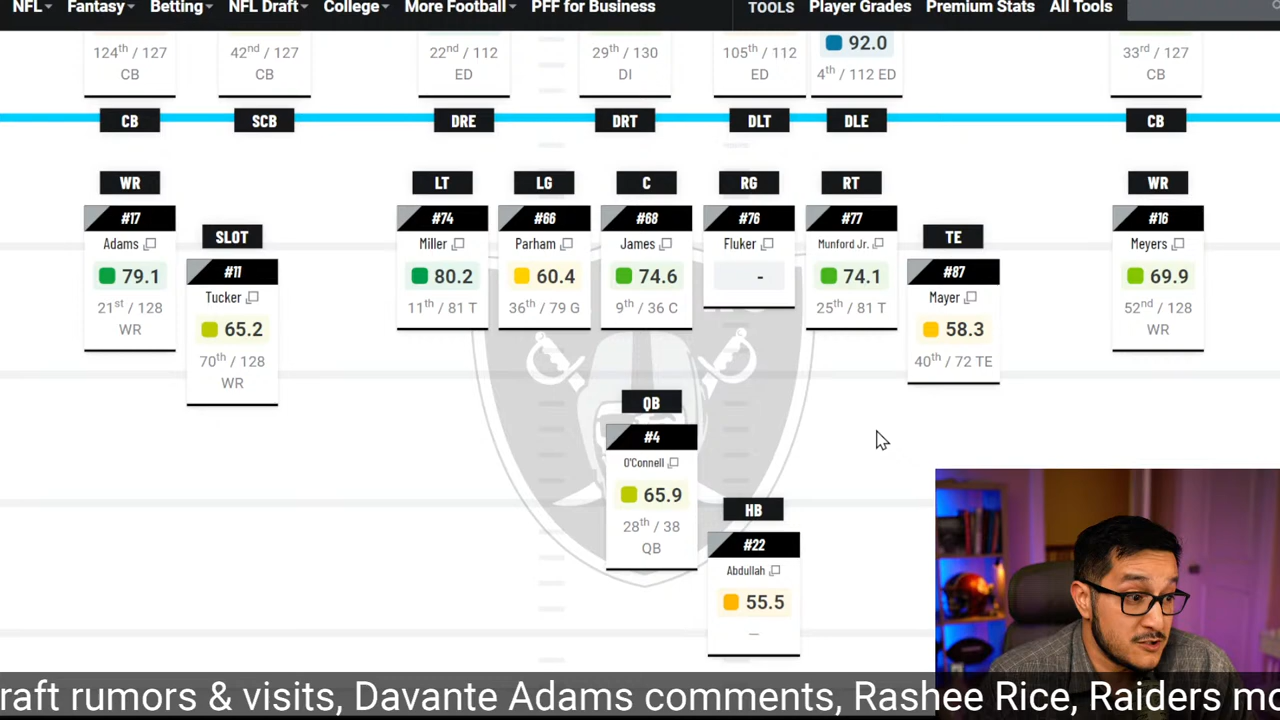 NFL Fantasy Betting NFL Draft College More Football PFF for Business TOOLS Player Grades Premium Stats All Tools
124th / 127 CB
42nd / 127 CB
22nd / 112 ED
29th / 130 DI
105th / 112 ED
92.0
4th / 112 ED
33rd / 127 CB
CB SCB DRE DRT DLT DLE CB
WR
#17
Adams
79.1
21st / 128
WR
SLOT
#11
Tucker
65.2
70th / 128
WR
LT
#74
Miller
80.2
11th / 81 T
LG
#66
Parham
60.4
36th / 79 G
C
#68
James
74.6
9th / 36 C
RG
#76
Fluker
-
RT
#77
Munford Jr.
74.1
25th / 81 T
TE
#87
Mayer
58.3
40th / 72 TE
WR
#16
Meyers
69.9
52nd / 128
WR
QB
#4
O'Connell
65.9
28th / 38
QB
HB
#22
Abdullah
55.5
—
raft rumors & visits, Davante Adams comments, Rashee Rice, Raiders mo